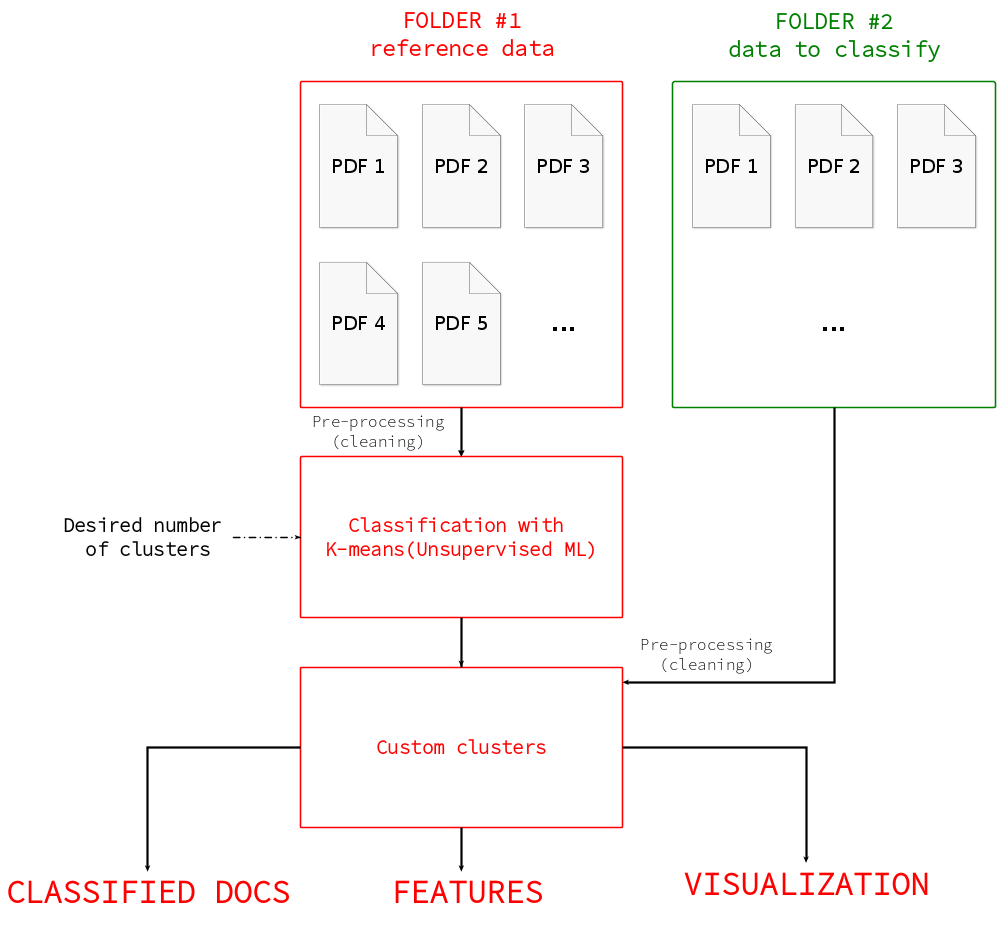 FOLDER #1
reference data
FOLDER #2
data to classify
PDF 1
PDF 2
PDF 3
PDF 4
PDF 5
...
PDF 1
PDF 2
PDF 3
...
Pre-processing
(cleaning)
Desired number
of clusters
Classification with
K-means(Unsupervised ML)
Pre-processing
(cleaning)
Custom clusters
CLASSIFIED DOCS
FEATURES
VISUALIZATION